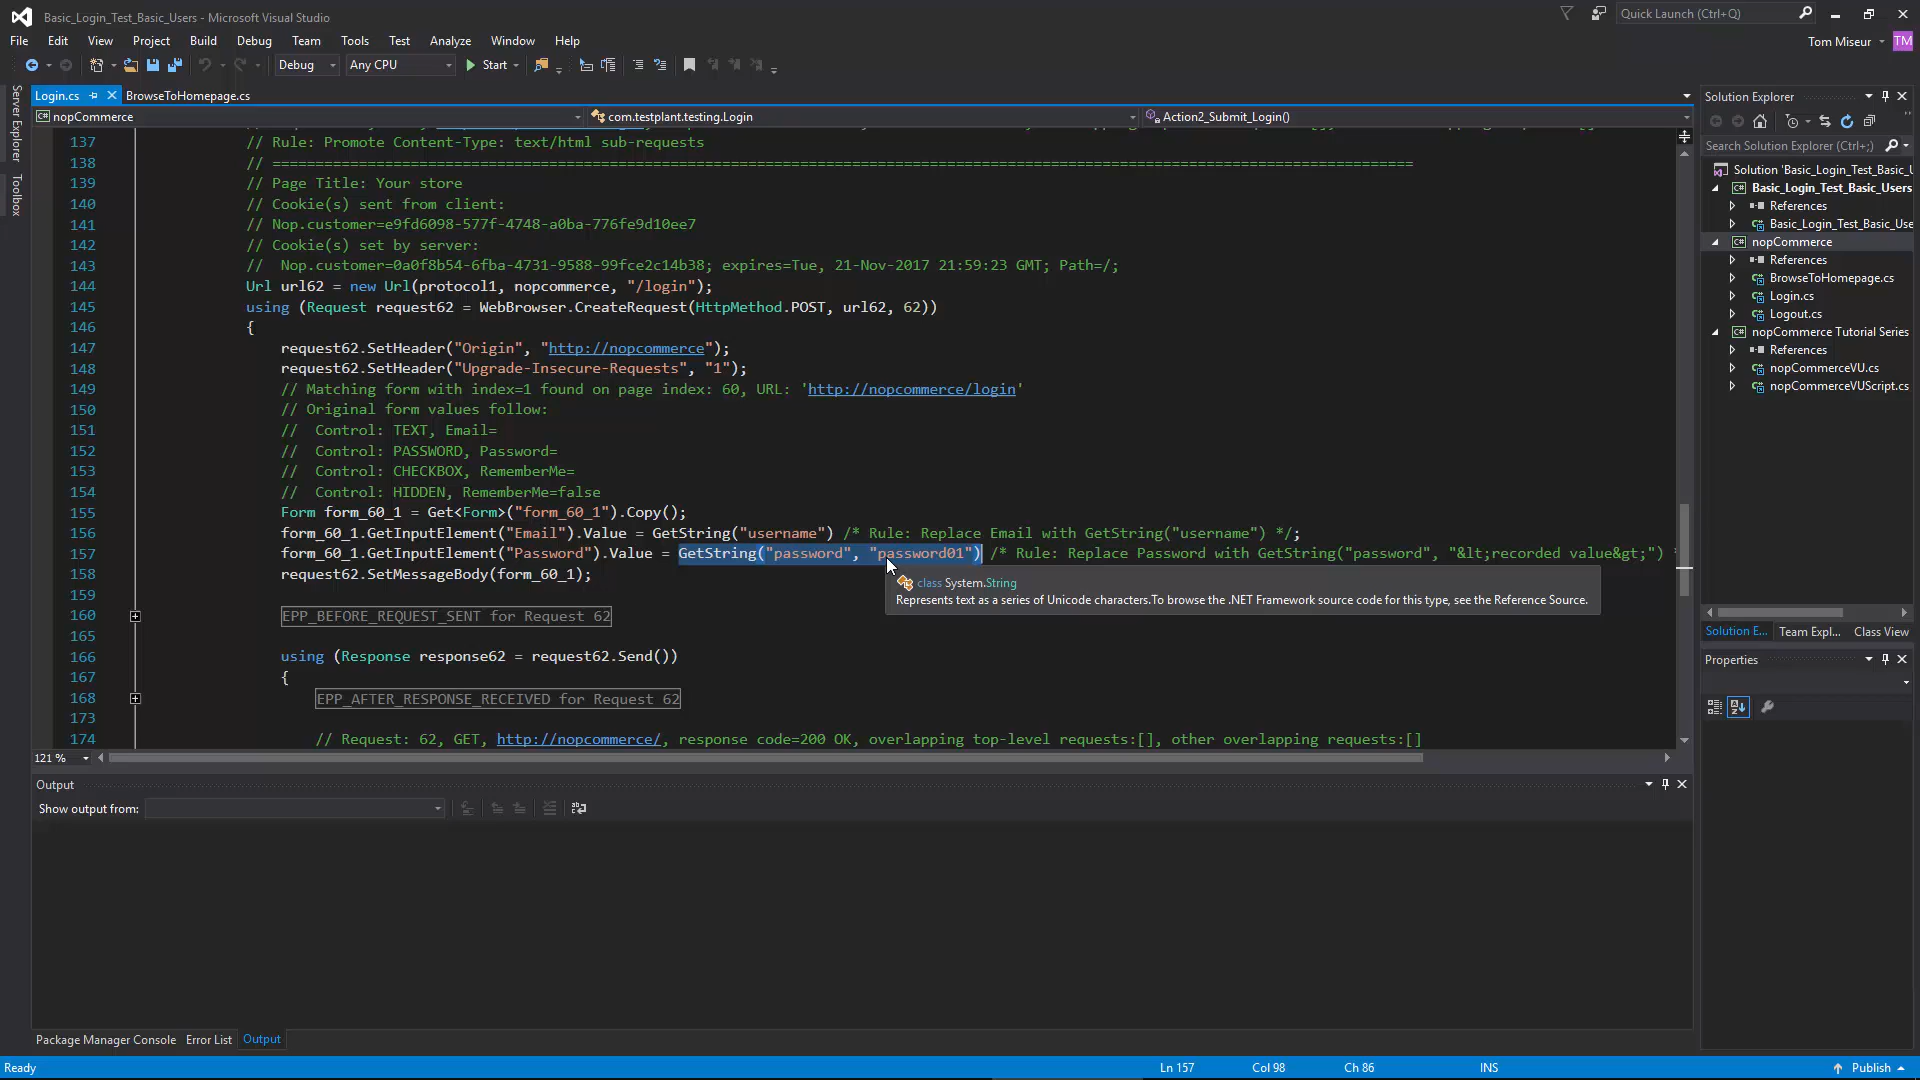 Basic_Login_Test_Basic_Users - Microsoft Visual Studio
Quick Launch (Ctrl+Q)
File Edit View Project Build Debug Team Tools Test Analyze Window Help
Tom Miseur
TM
Debug
Any CPU
Start
Server Explorer
Toolbox
Login.cs
BrowseToHomepage.cs
nopCommerce
com.testplant.testing.Login
Action2_Submit_Login()
137 // Rule: Promote Content-Type: text/html sub-requests
138 // ====================================================================================================================================
139 // Page Title: Your store
140 // Cookie(s) sent from client:
141 // Nop.customer=e9fd6098-577f-4748-a0ba-776fe9d10ee7
142 // Cookie(s) set by server:
143 //  Nop.customer=0a0f8b54-6fba-4731-9588-99fce2c14b38; expires=Tue, 21-Nov-2017 21:59:23 GMT; Path=/;
144 Url url62 = new Url(protocol1, nopcommerce, "/login");
145 using (Request request62 = WebBrowser.CreateRequest(HttpMethod.POST, url62, 62))
146 {
147 request62.SetHeader("Origin", "http://nopcommerce");
148 request62.SetHeader("Upgrade-Insecure-Requests", "1");
149 // Matching form with index=1 found on page index: 60, URL: 'http://nopcommerce/login'
150 // Original form values follow:
151 //  Control: TEXT, Email=
152 //  Control: PASSWORD, Password=
153 //  Control: CHECKBOX, RememberMe=
154 //  Control: HIDDEN, RememberMe=false
155 Form form_60_1 = Get<Form>("form_60_1").Copy();
156 form_60_1.GetInputElement("Email").Value = GetString("username") /* Rule: Replace Email with GetString("username") */;
157 form_60_1.GetInputElement("Password").Value = GetString("password", "password01") /* Rule: Replace Password with GetString("password", "&lt;recorded value&gt;") *
158 request62.SetMessageBody(form_60_1);
class System.String
Represents text as a series of Unicode characters.To browse the .NET Framework source code for this type, see the Reference Source.
159
160 EPP_BEFORE_REQUEST_SENT for Request 62
165
166 using (Response response62 = request62.Send())
167 {
168 EPP_AFTER_RESPONSE_RECEIVED for Request 62
173
174 // Request: 62, GET, http://nopcommerce/, response code=200 OK, overlapping top-level requests:[], other overlapping requests:[]
121 %
Output
Show output from:
Package Manager Console Error List Output
Solution Explorer
Search Solution Explorer (Ctrl+;)
Solution 'Basic_Login_Test_Basic_U
Basic_Login_Test_Basic_Users
References
Basic_Login_Test_Basic_Use
nopCommerce
References
BrowseToHomepage.cs
Login.cs
Logout.cs
nopCommerce Tutorial Series
References
nopCommerceVU.cs
nopCommerceVUScript.cs
Solution E... Team Expl... Class View
Properties
Ready
Ln 157
Col 98
Ch 86
INS
Publish